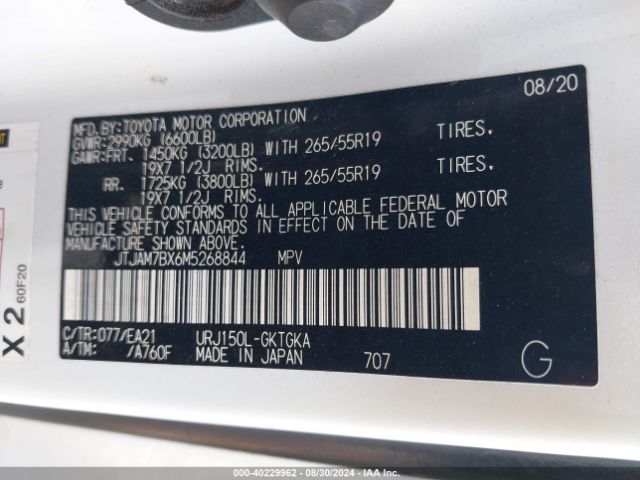 08/20
MFD. BY: TOYOTA MOTOR CORPORATION
GVWR: 2990KG (6600LB)
GAWR: FRT. 1450KG (3200LB) WITH 265/55R19 TIRES.
19X7 1/2J RIMS.
RR. 1725KG (3800LB) WITH 265/55R19 TIRES.
19X7 1/2J RIMS.
THIS VEHICLE CONFORMS TO ALL APPLICABLE FEDERAL MOTOR
VEHICLE SAFETY STANDARDS IN EFFECT ON THE DATE OF
MANUFACTURE SHOWN ABOVE.
JTJAM7BX6M5268844 MPV
C/TR: 077/EA21 URJ150L-GKTGKA
A/TM: /A760F MADE IN JAPAN 707
G
X 2 60F20
000-40229962 - 08/30/2024 - IAA Inc.